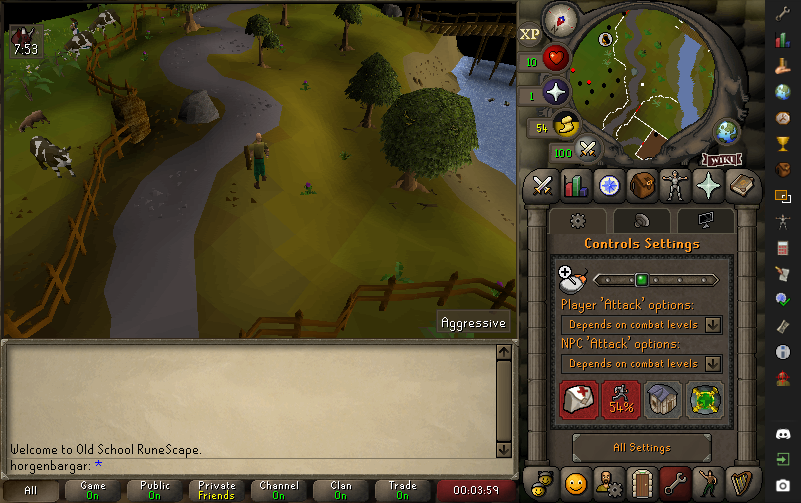 7:53
XP
10
1
54
100
WIKI
Controls Settings
Player 'Attack' options:
Depends on combat levels
NPC 'Attack' options:
Depends on combat levels
54%
All Settings
Aggressive
Welcome to Old School RuneScape.
horgenbargar: *
All
Game
On
Public
On
Private
Friends
Channel
On
Clan
On
Trade
On
00:03:59